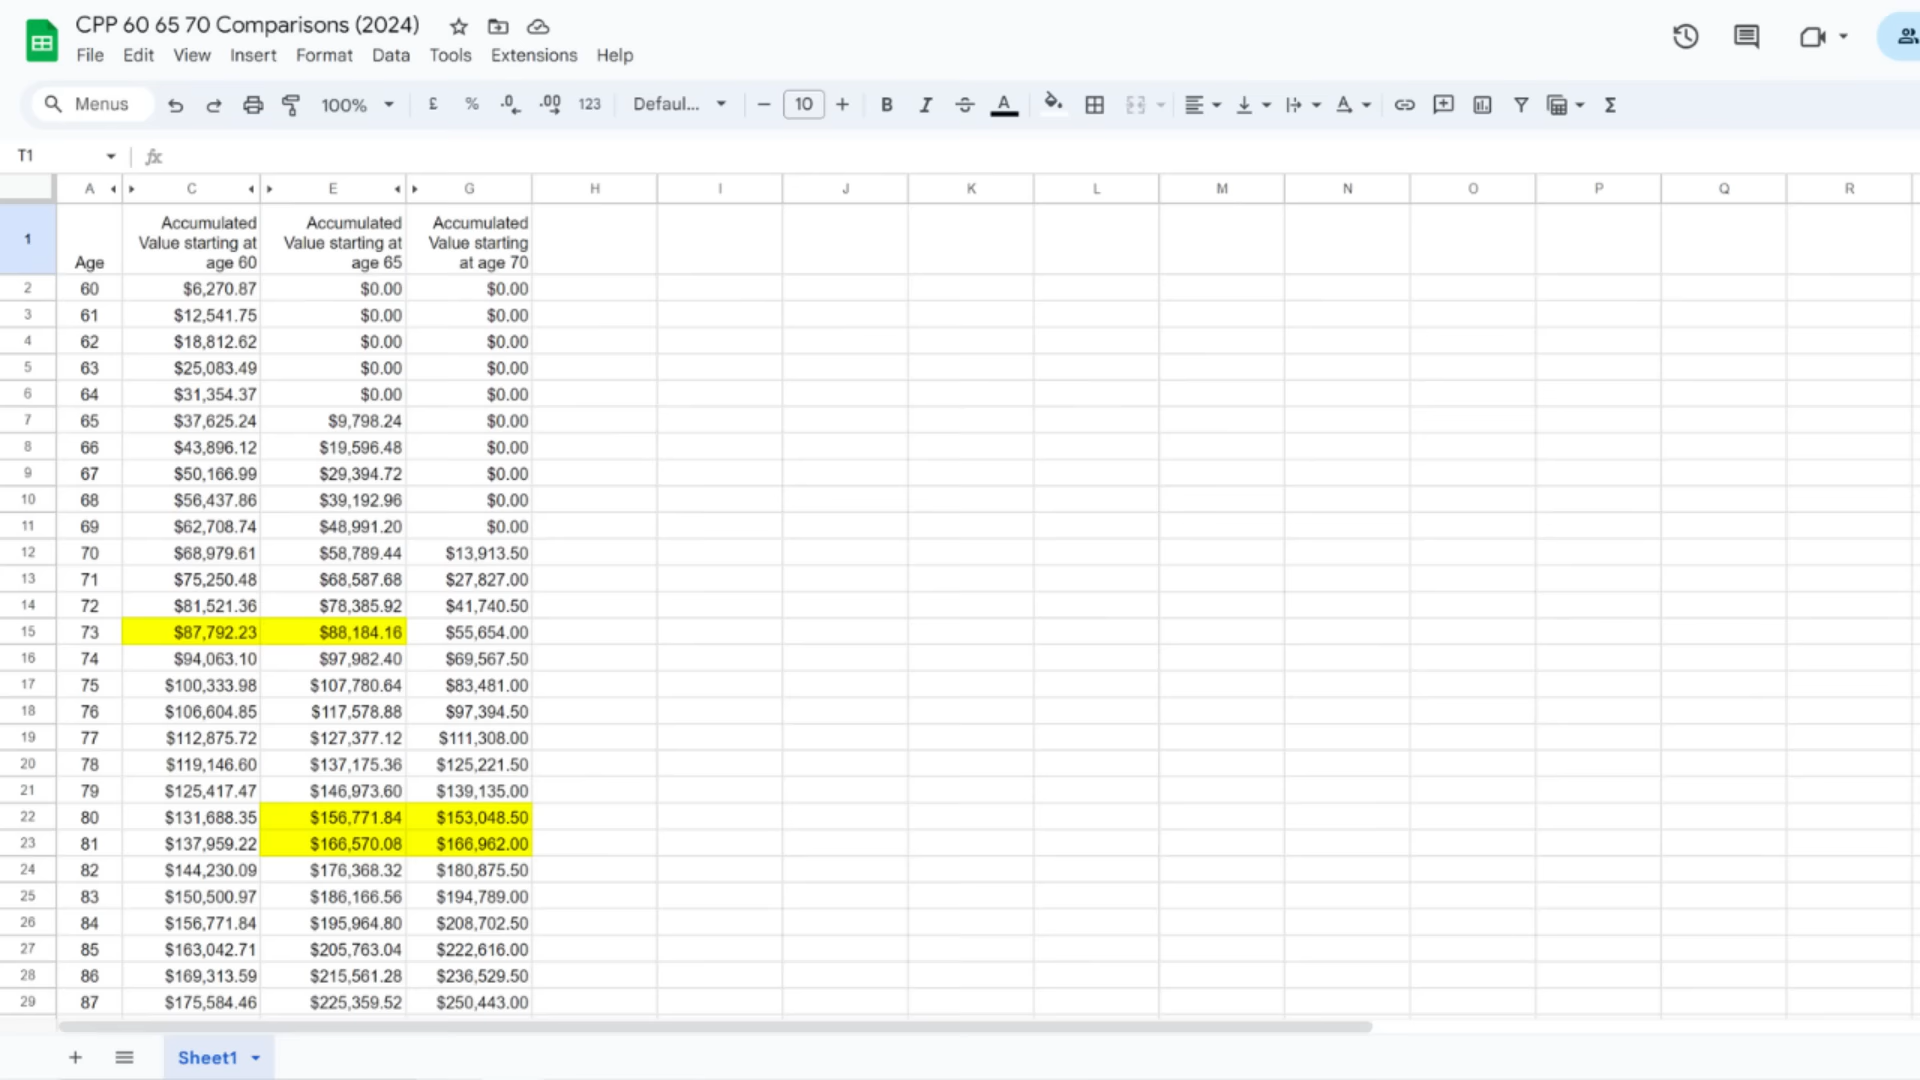 CPP 60 65 70 Comparisons (2024)
File Edit View Insert Format Data Tools Extensions Help
Menus 100% £ % .0 .00 123 Defaul... − 10 + B I A Σ
T1 fx
A C E G H I J K L M N O P Q R
1 Age Accumulated Value starting at age 60 Accumulated Value starting at age 65 Accumulated Value starting at age 70
2 60 $6,270.87 $0.00 $0.00
3 61 $12,541.75 $0.00 $0.00
4 62 $18,812.62 $0.00 $0.00
5 63 $25,083.49 $0.00 $0.00
6 64 $31,354.37 $0.00 $0.00
7 65 $37,625.24 $9,798.24 $0.00
8 66 $43,896.12 $19,596.48 $0.00
9 67 $50,166.99 $29,394.72 $0.00
10 68 $56,437.86 $39,192.96 $0.00
11 69 $62,708.74 $48,991.20 $0.00
12 70 $68,979.61 $58,789.44 $13,913.50
13 71 $75,250.48 $68,587.68 $27,827.00
14 72 $81,521.36 $78,385.92 $41,740.50
15 73 $87,792.23 $88,184.16 $55,654.00
16 74 $94,063.10 $97,982.40 $69,567.50
17 75 $100,333.98 $107,780.64 $83,481.00
18 76 $106,604.85 $117,578.88 $97,394.50
19 77 $112,875.72 $127,377.12 $111,308.00
20 78 $119,146.60 $137,175.36 $125,221.50
21 79 $125,417.47 $146,973.60 $139,135.00
22 80 $131,688.35 $156,771.84 $153,048.50
23 81 $137,959.22 $166,570.08 $166,962.00
24 82 $144,230.09 $176,368.32 $180,875.50
25 83 $150,500.97 $186,166.56 $194,789.00
26 84 $156,771.84 $195,964.80 $208,702.50
27 85 $163,042.71 $205,763.04 $222,616.00
28 86 $169,313.59 $215,561.28 $236,529.50
29 87 $175,584.46 $225,359.52 $250,443.00
+ Sheet1